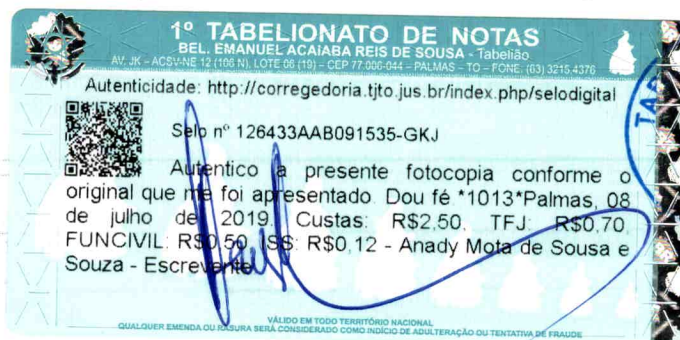 1º TABELIONATO DE NOTAS
BEL. EMANUEL ACAIABA REIS DE SOUSA - Tabelião
AV. JK - ACSV-NE 12 (106 N), LOTE 06 (19) - CEP 77.006-044 - PALMAS - TO - FONE: (63) 3215.4376
Autenticidade: http://corregedoria.tjto.jus.br/index.php/selodigital
Selo nº 126433AAB091535-GKJ
Autentico a presente fotocopia conforme o
original que me foi apresentado. Dou fé.*1013*Palmas, 08
de julho de 2019. Custas: R$2,50, TFJ: R$0,70,
FUNCIVIL: R$0,50, ISS: R$0,12 - Anady Mota de Sousa e
Souza - Escrevente
VÁLIDO EM TODO TERRITÓRIO NACIONAL
QUALQUER EMENDA OU RASURA SERÁ CONSIDERADO COMO INDÍCIO DE ADULTERAÇÃO OU TENTATIVA DE FRAUDE
TAB